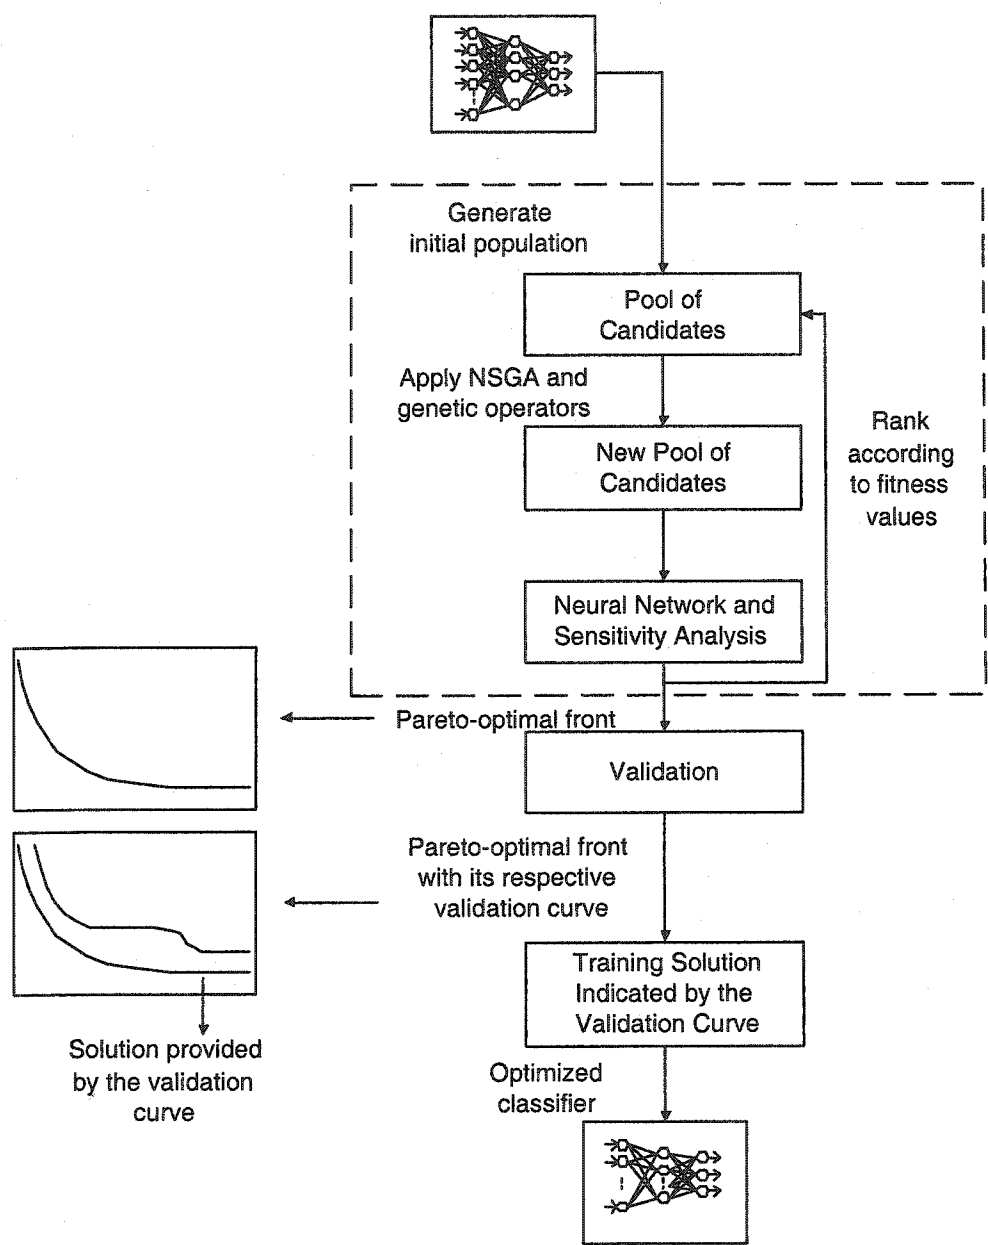 Generate
initial population
Pool of
Candidates
Apply NSGA and
genetic operators
New Pool of
Candidates
Rank
according
to fitness
values
Neural Network and
Sensitivity Analysis
Pareto-optimal front
Validation
Pareto-optimal front
with its respective
validation curve
Training Solution
Indicated by the
Validation Curve
Solution provided
by the validation
curve
Optimized
classifier